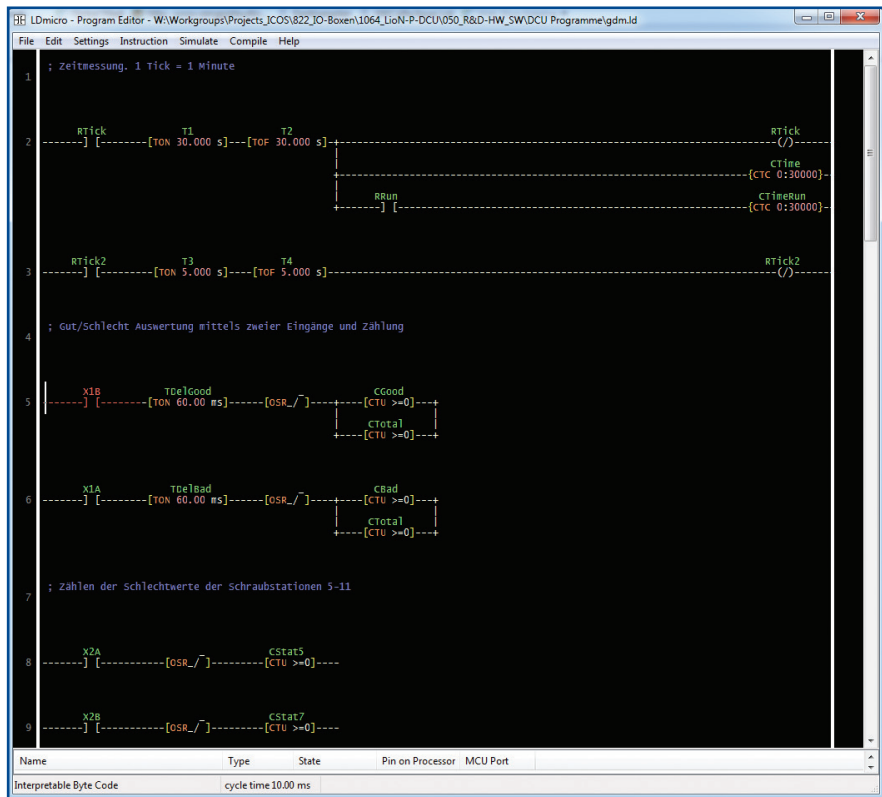 LDmicro - Program Editor - W:\Workgroups\Projects_ICOS\822_IO-Boxen\1064_LioN-P-DCU\050_R&D-HW_SW\DCU Programme\gdm.ld
File Edit Settings Instruction Simulate Compile Help
1 ; Zeitmessung. 1 Tick = 1 Minute
RTick T1 T2 RTick
2 -------] [--------[TON 30.000 s]---[TOF 30.000 s]-+-------------------------(/)------
CTime
+-------------------------{CTC 0:30000}-
RRun CTimeRun
+------] [-------------------------{CTC 0:30000}-
RTick2 T3 T4 RTick2
3 -------] [--------[TON 5.000 s]----[TOF 5.000 s]-------------------------(/)------
4 ; Gut/Schlecht Auswertung mittels zweier Eingänge und Zählung
X1B TDelGood _ CGood
5 -------] [--------[TON 60.00 ms]------[OSR_/ ]----+----[CTU >=0]---+
CTotal
+----[CTU >=0]---+
X1A TDelBad _ CBad
6 -------] [--------[TON 60.00 ms]------[OSR_/ ]----+----[CTU >=0]---+
CTotal
+----[CTU >=0]---+
7 ; Zählen der Schlechtwerte der Schraubstationen 5-11
X2A _ CStat5
8 -------] [----------[OSR_/ ]--------[CTU >=0]----
X2B _ CStat7
9 -------] [----------[OSR_/ ]--------[CTU >=0]----
Name Type State Pin on Processor MCU Port
Interpretable Byte Code cycle time 10.00 ms